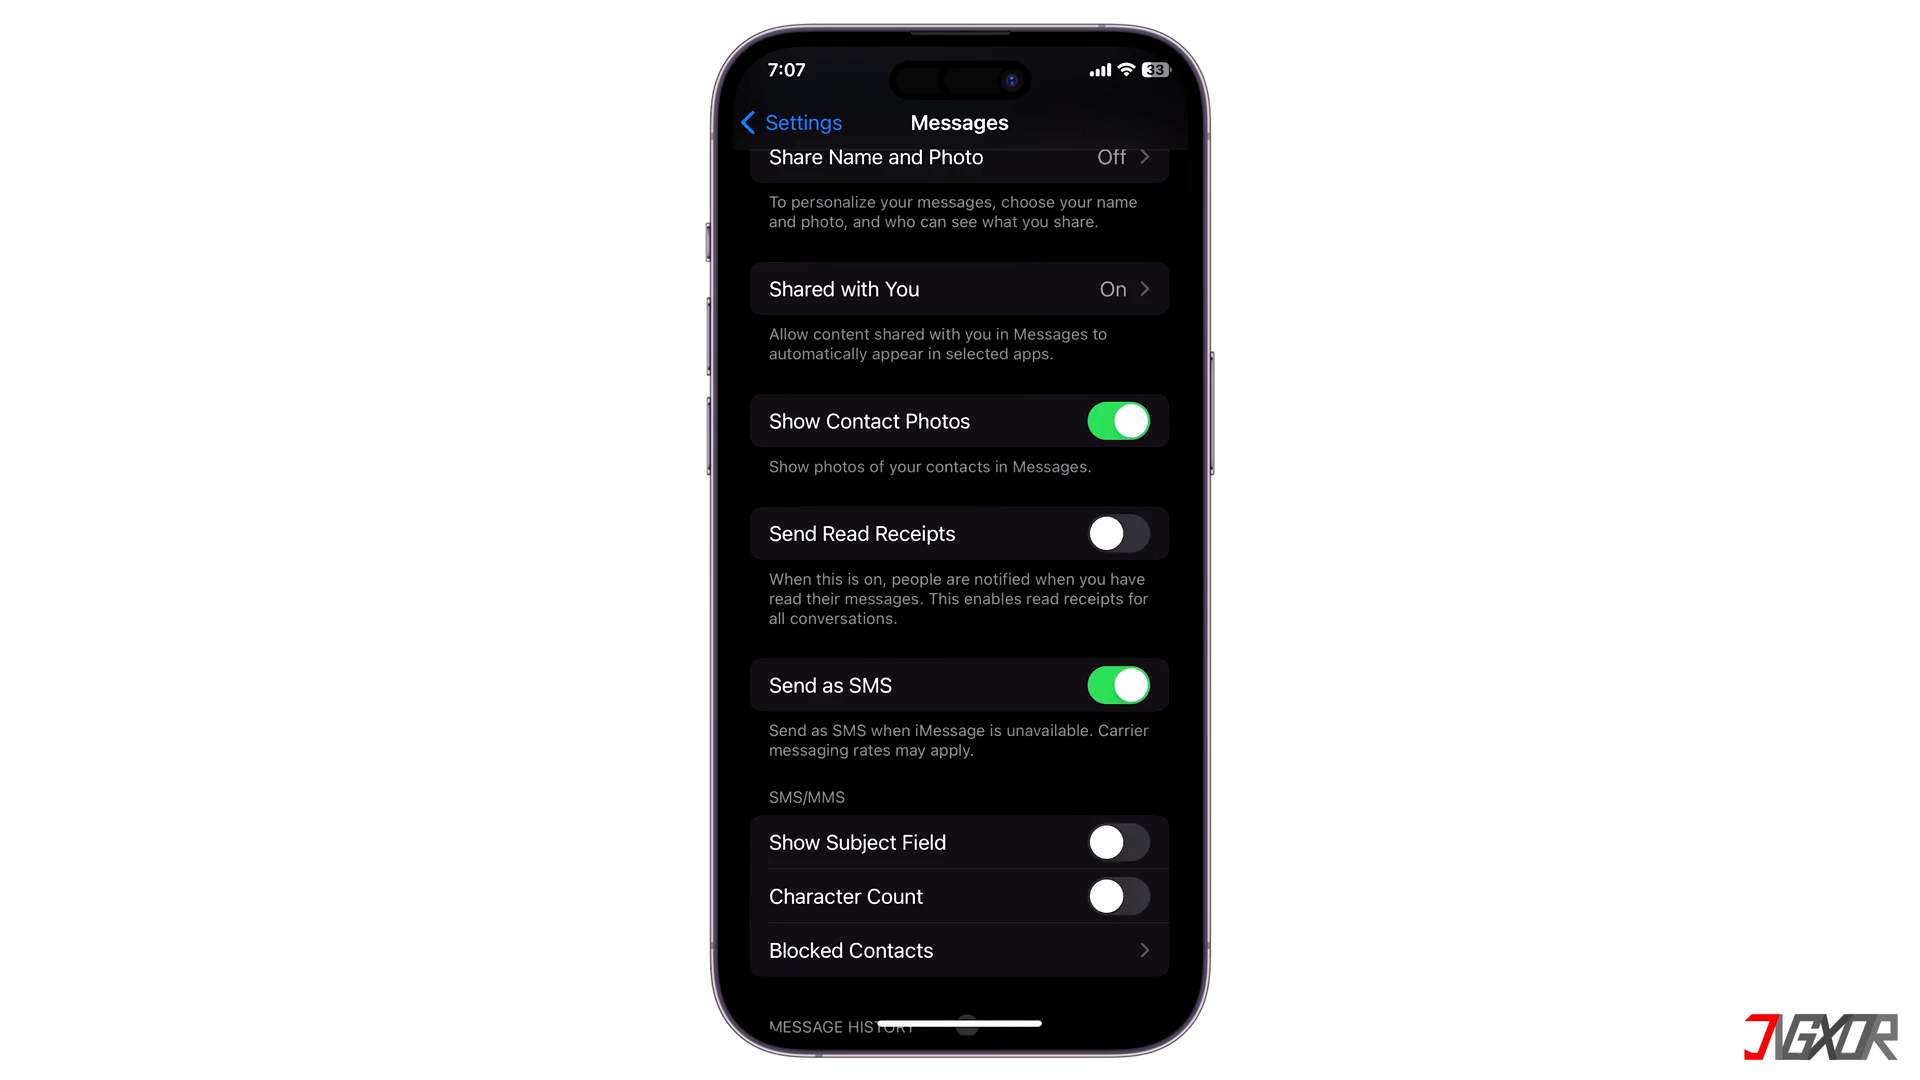 7:07
33
Settings
Messages
Share Name and Photo
Off
To personalize your messages, choose your name
and photo, and who can see what you share.
Shared with You
On
Allow content shared with you in Messages to
automatically appear in selected apps.
Show Contact Photos
Show photos of your contacts in Messages.
Send Read Receipts
When this is on, people are notified when you have
read their messages. This enables read receipts for
all conversations.
Send as SMS
Send as SMS when iMessage is unavailable. Carrier
messaging rates may apply.
SMS/MMS
Show Subject Field
Character Count
Blocked Contacts
MESSAGE HISTORY
JIGXOR